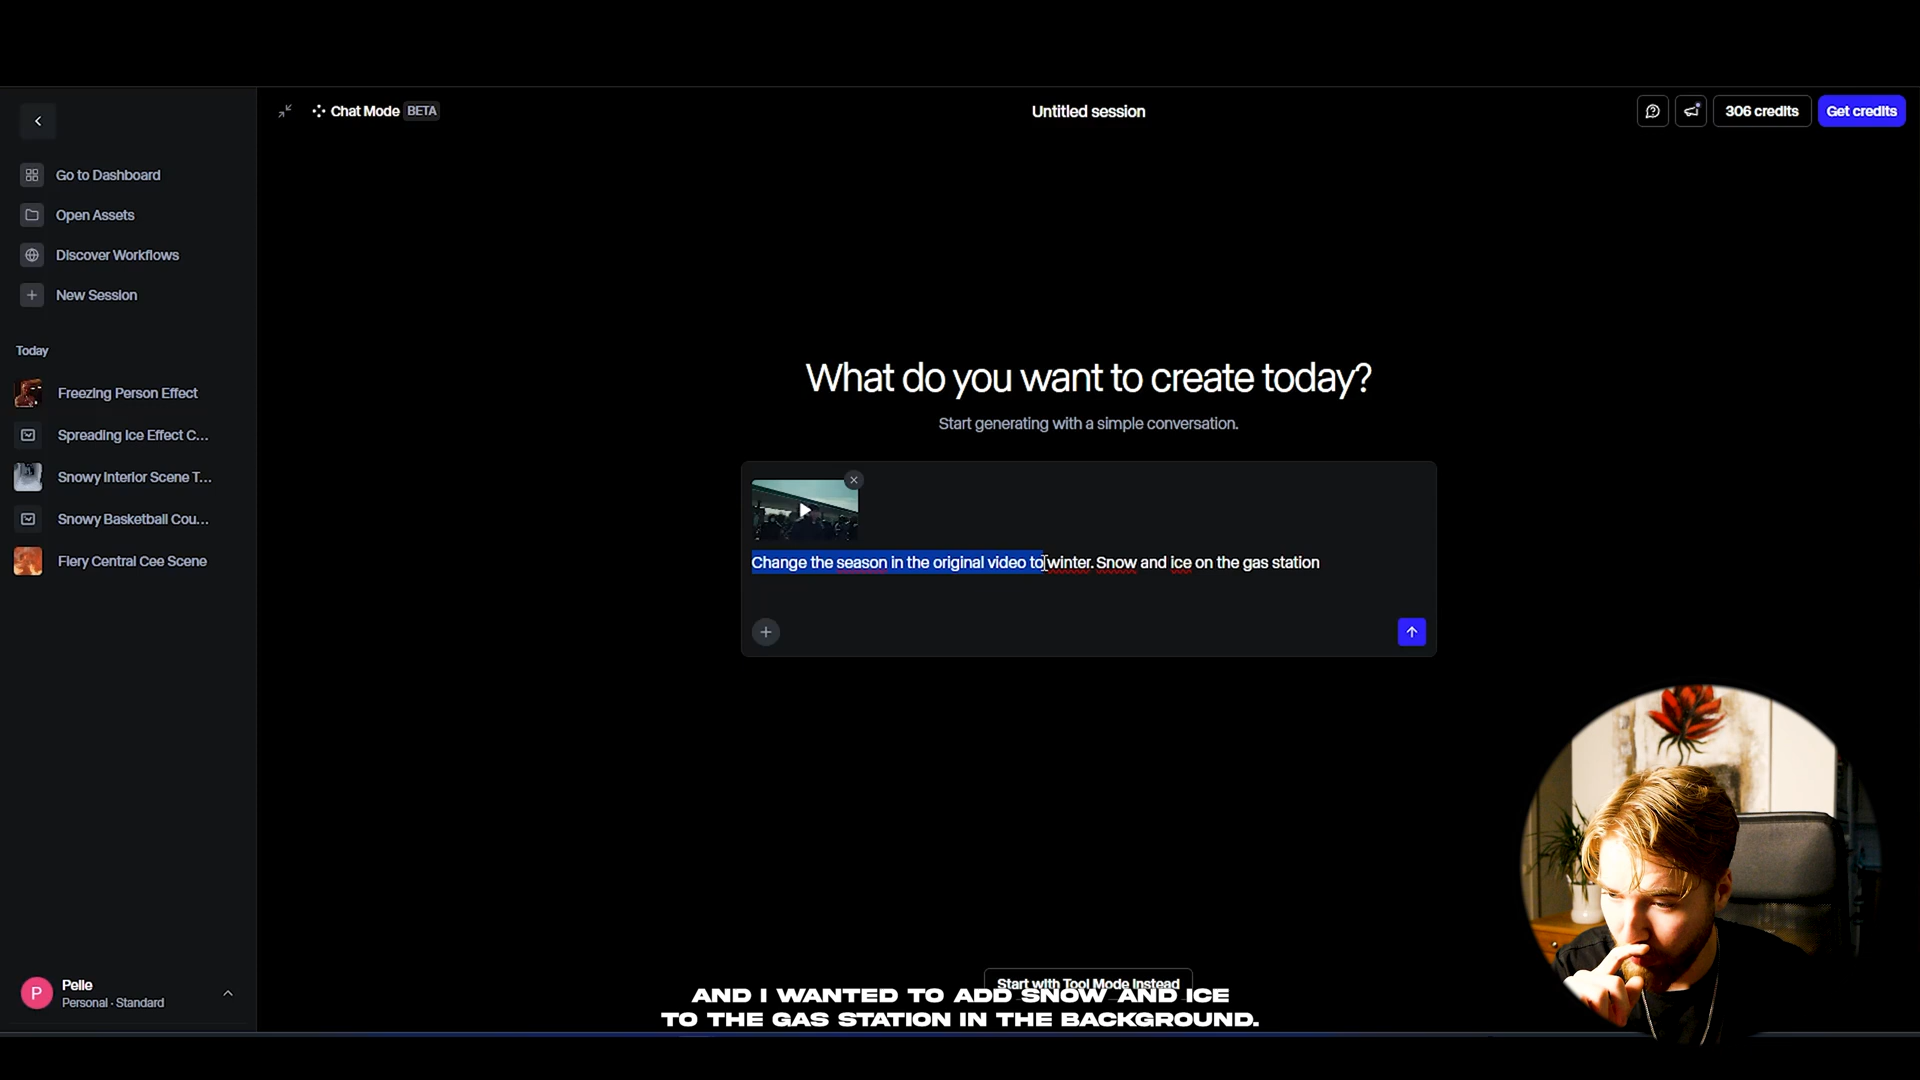 Chat Mode BETA
Untitled session
306 credits
Get credits
Go to Dashboard
Open Assets
Discover Workflows
New Session
Today
Freezing Person Effect
Spreading Ice Effect C...
Snowy Interior Scene T...
Snowy Basketball Cou...
Fiery Central Cee Scene
What do you want to create today?
Start generating with a simple conversation.
Change the season in the original video to winter. Snow and ice on the gas station
Start with Tool Mode Instead
AND I WANTED TO ADD SNOW AND ICE
TO THE GAS STATION IN THE BACKGROUND.
P
Pelle
Personal · Standard